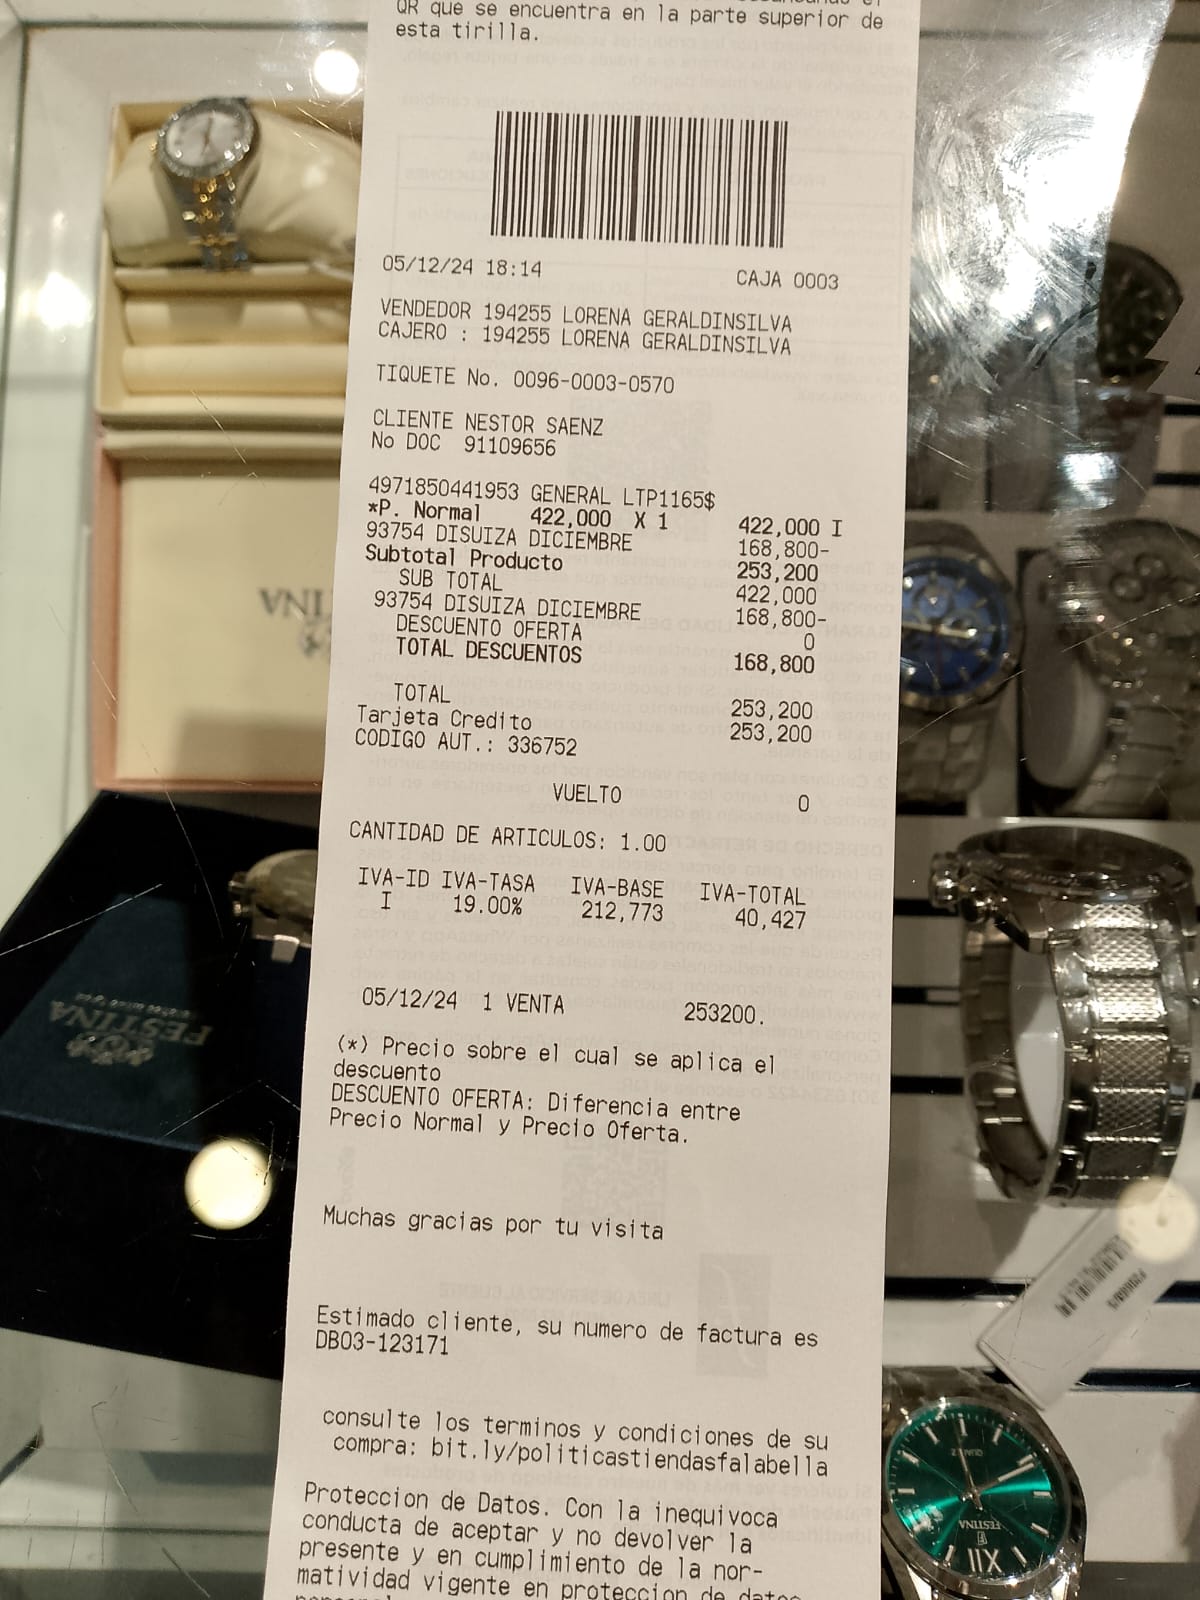 QR que se encuentra en la parte superior de
esta tirilla.
05/12/24 18:14 CAJA 0003
VENDEDOR 194255 LORENA GERALDINSILVA
CAJERO : 194255 LORENA GERALDINSILVA
TIQUETE No. 0096-0003-0570
CLIENTE NESTOR SAENZ
No DOC 91109656
4971850441953 GENERAL LTP1165$
*P. Normal 422,000 X 1 422,000 I
93754 DISUIZA DICIEMBRE 168,800-
Subtotal Producto 253,200
SUB TOTAL 422,000
93754 DISUIZA DICIEMBRE 168,800-
DESCUENTO OFERTA 0
TOTAL DESCUENTOS 168,800
TOTAL 253,200
Tarjeta Credito 253,200
CODIGO AUT.: 336752
VUELTO 0
CANTIDAD DE ARTICULOS: 1.00
IVA-ID IVA-TASA IVA-BASE IVA-TOTAL
I 19.00% 212,773 40,427
05/12/24 1 VENTA 253200.
(*) Precio sobre el cual se aplica el
descuento
DESCUENTO OFERTA: Diferencia entre
Precio Normal y Precio Oferta.
Muchas gracias por tu visita
Estimado cliente, su numero de factura es
DB03-123171
consulte los terminos y condiciones de su
compra: bit.ly/politicastiendasfalabella
Proteccion de Datos. Con la inequivoca
conducta de aceptar y no devolver la
presente y en cumplimiento de la nor-
matividad vigente en proteccion de datos
FESTINA
FESTINA
QUARTZ
XII